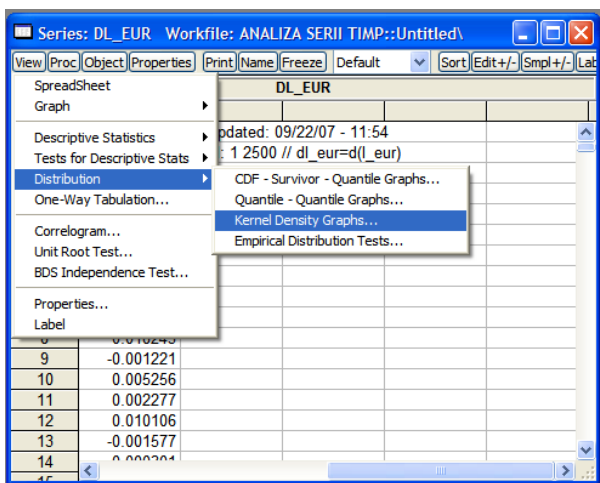 Series: DL_EUR Workfile: ANALIZA SERII TIMP::Untitled\
View Proc Object Properties Print Name Freeze Default Sort Edit+/- Smpl+/- Lab
DL_EUR
SpreadSheet
Graph
pdated: 09/22/07 - 11:54
: 1 2500 // dl_eur=d(l_eur)
Descriptive Statistics
Tests for Descriptive Stats
Distribution
One-Way Tabulation...
CDF - Survivor - Quantile Graphs...
Quantile - Quantile Graphs...
Kernel Density Graphs...
Empirical Distribution Tests...
Correlogram...
Unit Root Test...
BDS Independence Test...
Properties...
Label
9 -0.001221
10 0.005256
11 0.002277
12 0.010106
13 -0.001577
14